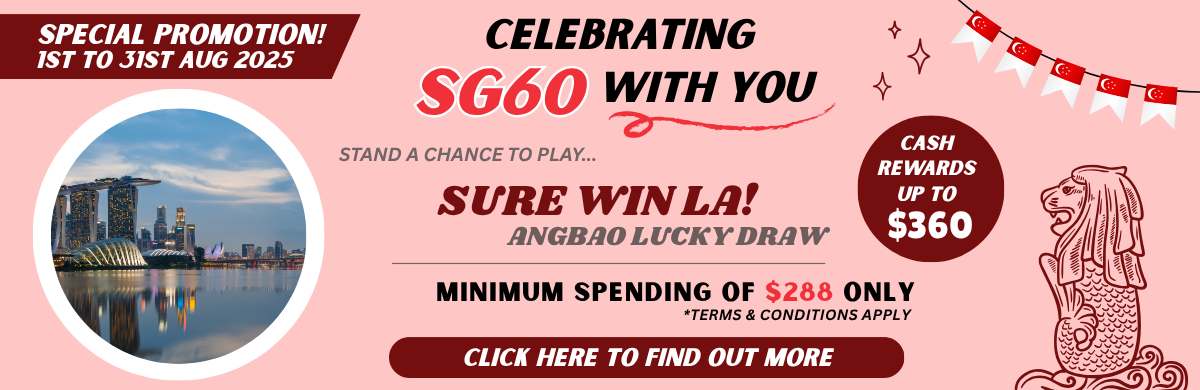 SPECIAL PROMOTION!
1ST TO 31ST AUG 2025
CELEBRATING
SG60 WITH YOU
STAND A CHANCE TO PLAY...
SURE WIN LA!
ANGBAO LUCKY DRAW
CASH
REWARDS
UP TO
$360
MINIMUM SPENDING OF $288 ONLY
*TERMS & CONDITIONS APPLY
CLICK HERE TO FIND OUT MORE